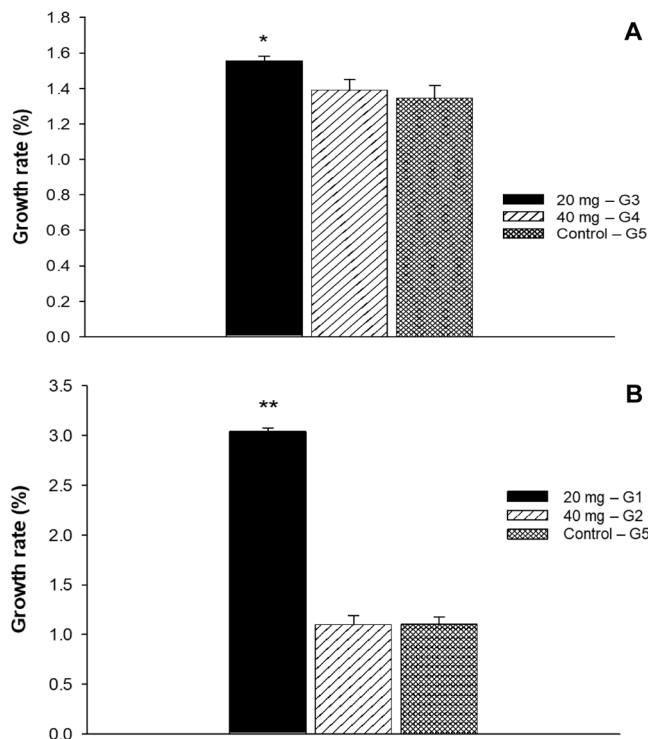 A
1.8
1.6
1.4
1.2
1.0
0.8
0.6
0.4
0.2
0.0
Growth rate (%)
*
20 mg – G3
40 mg – G4
Control – G5
B
3.5
3.0
2.5
2.0
1.5
1.0
0.5
0.0
Growth rate (%)
**
20 mg – G1
40 mg – G2
Control – G5